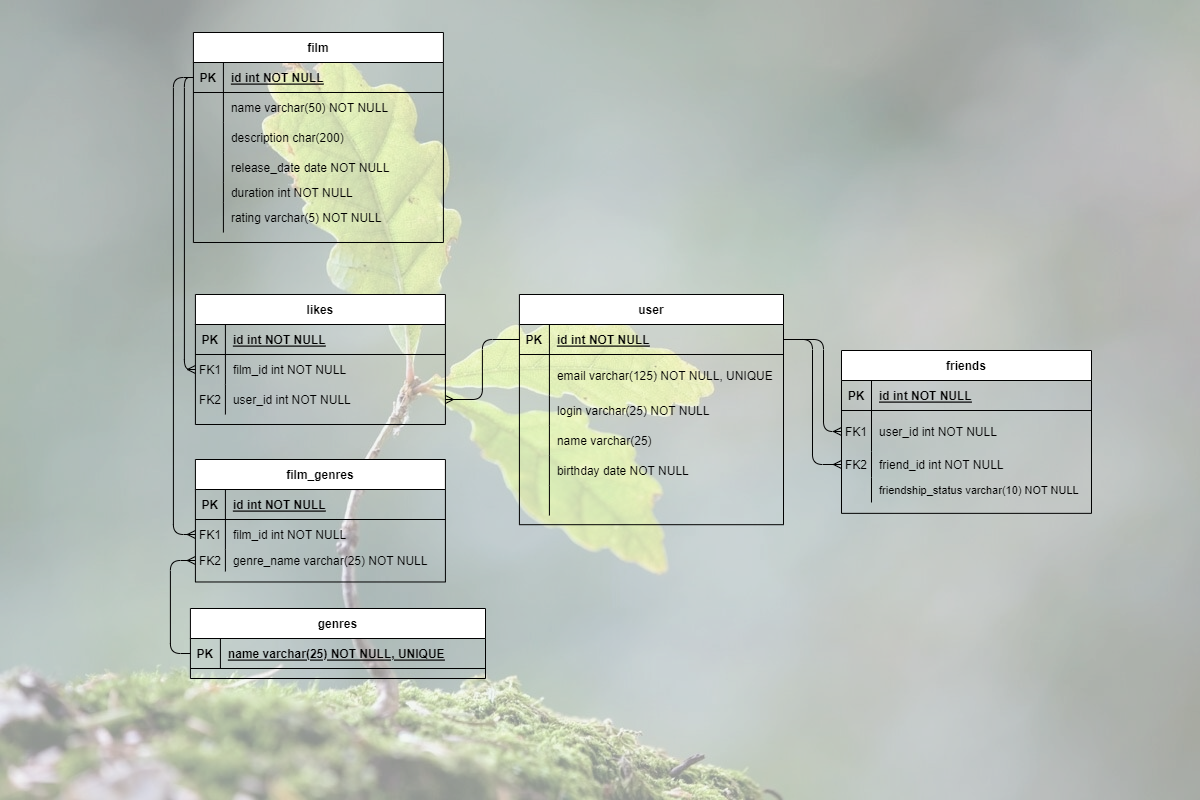 film
PK id int NOT NULL
name varchar(50) NOT NULL
description char(200)
release_date date NOT NULL
duration int NOT NULL
rating varchar(5) NOT NULL
likes
PK id int NOT NULL
FK1 film_id int NOT NULL
FK2 user_id int NOT NULL
user
PK id int NOT NULL
email varchar(125) NOT NULL, UNIQUE
login varchar(25) NOT NULL
name varchar(25)
birthday date NOT NULL
friends
PK id int NOT NULL
FK1 user_id int NOT NULL
FK2 friend_id int NOT NULL
friendship_status varchar(10) NOT NULL
film_genres
PK id int NOT NULL
FK1 film_id int NOT NULL
FK2 genre_name varchar(25) NOT NULL
genres
PK name varchar(25) NOT NULL, UNIQUE